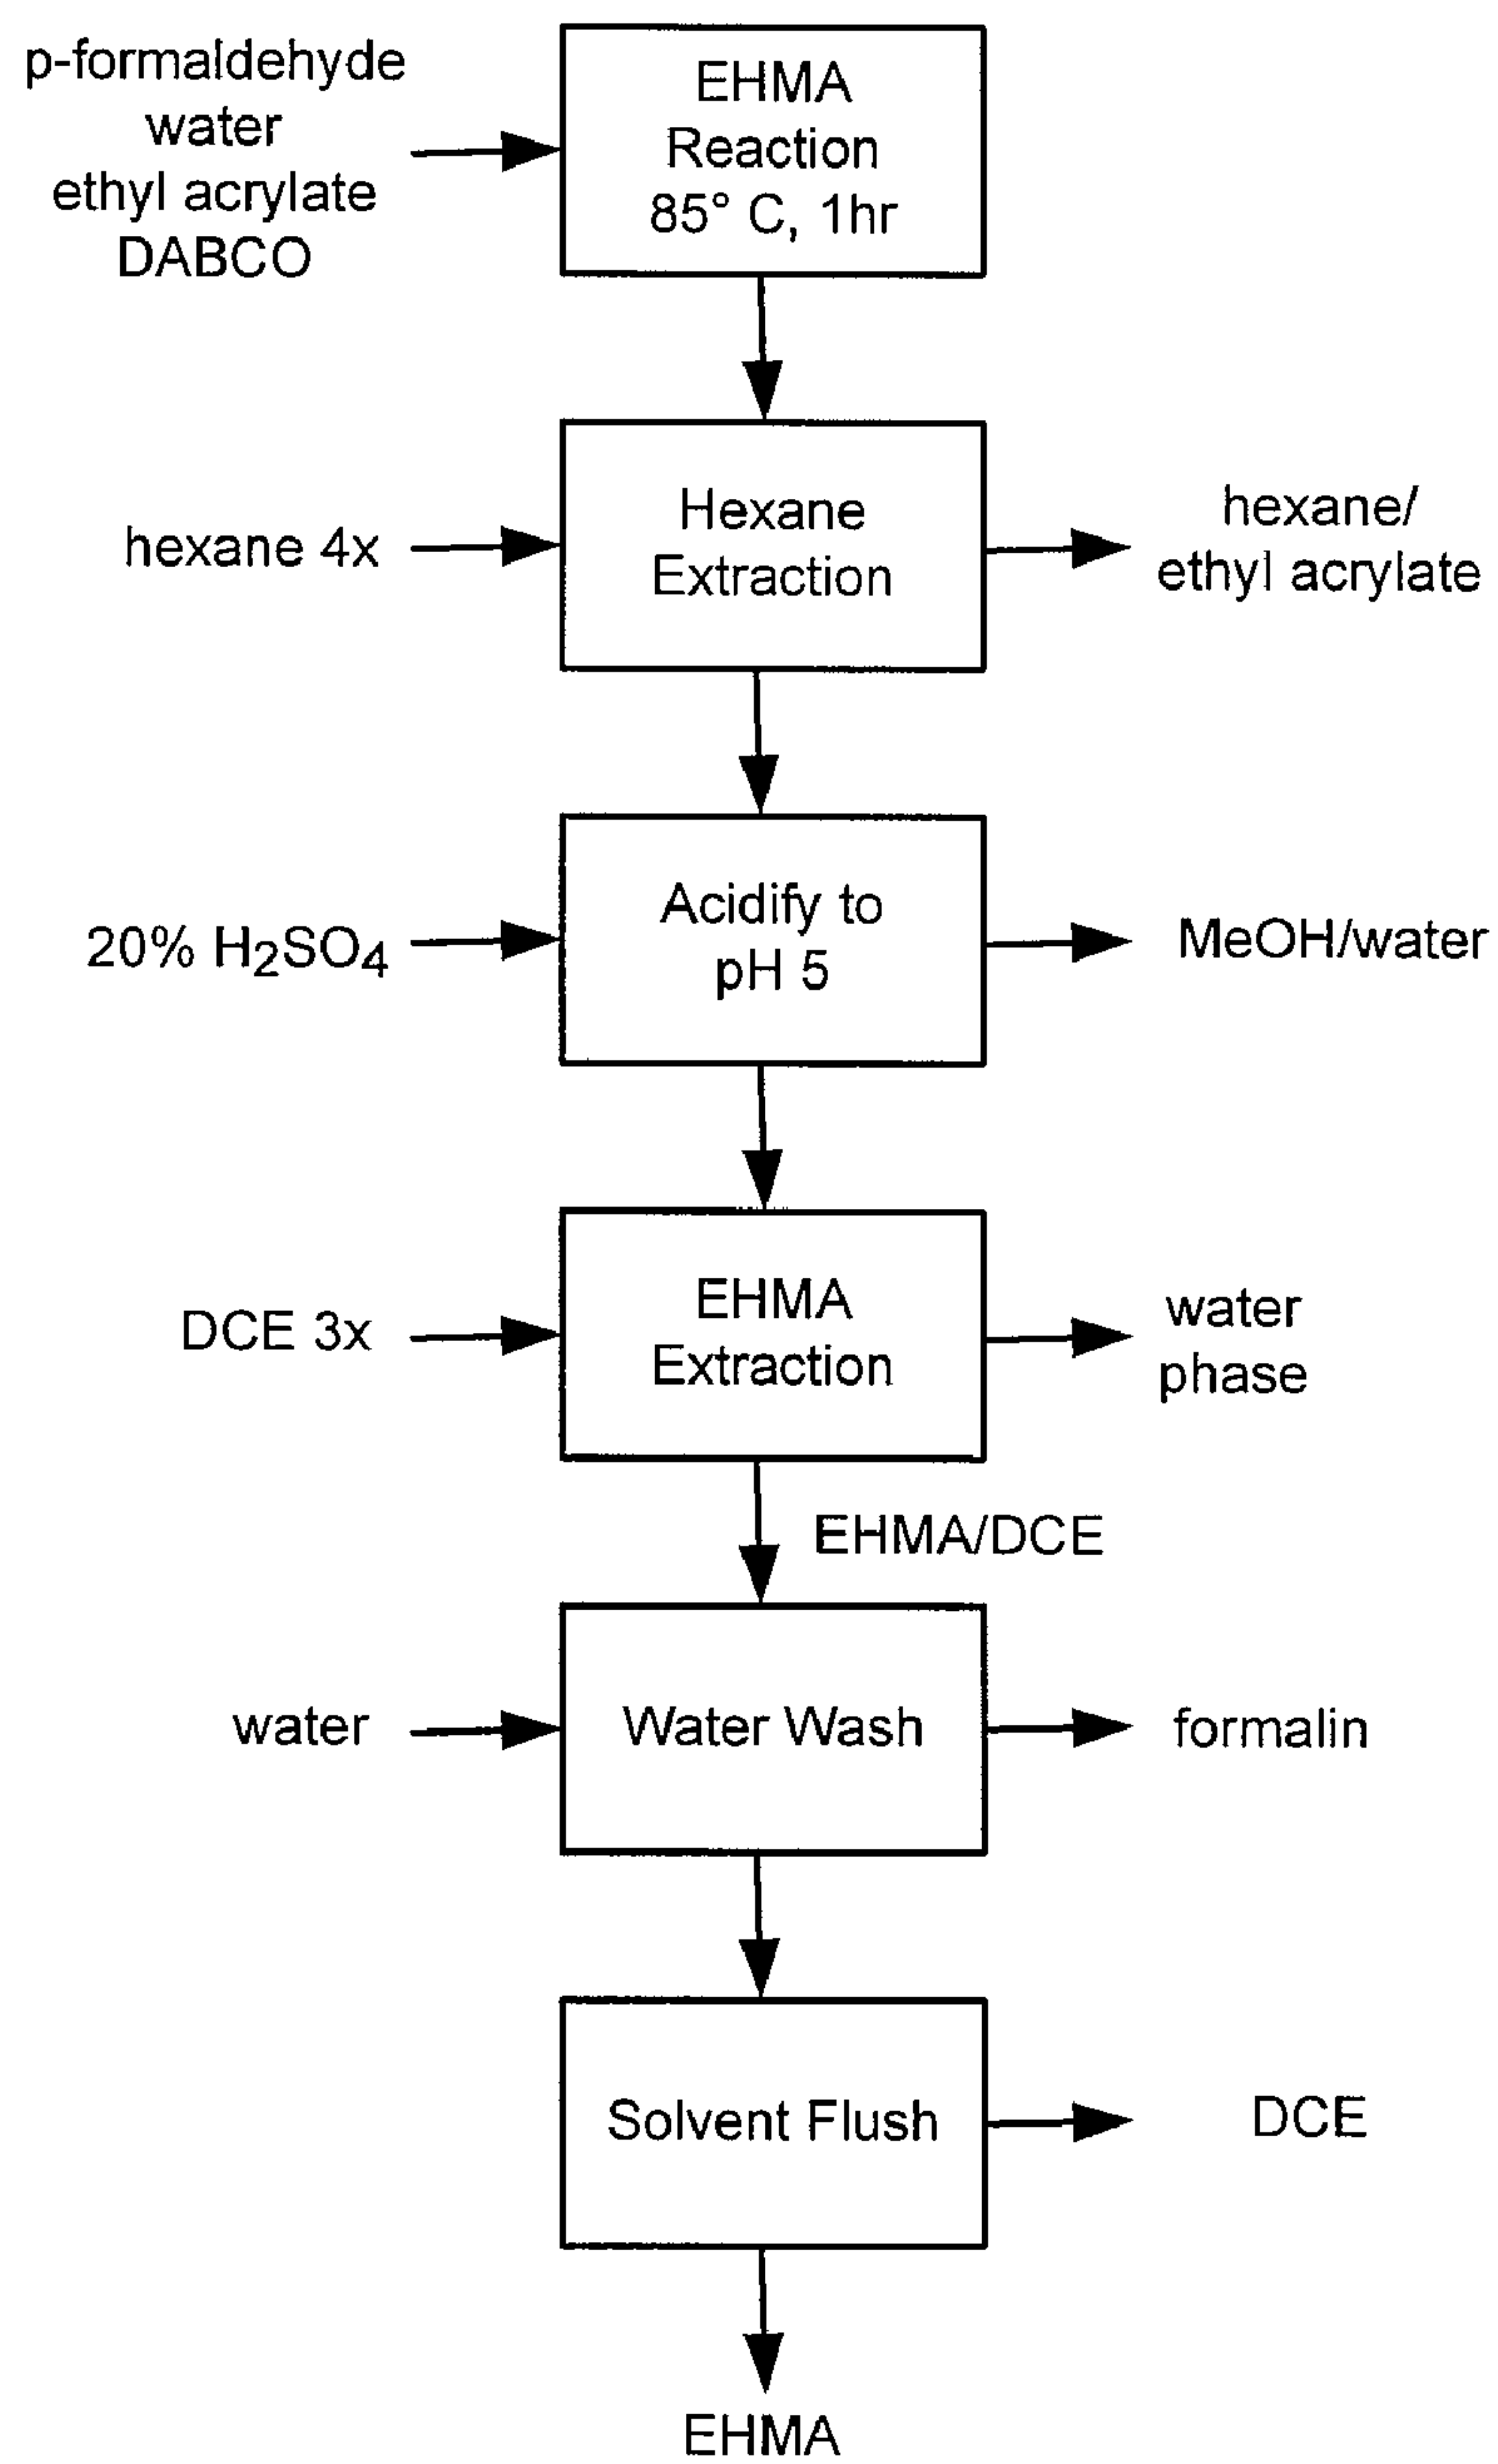 p-formaldehyde
water
ethyl acrylate
DABCO
EHMA
Reaction
85° C, 1hr
hexane 4x
Hexane
Extraction
hexane/
ethyl acrylate
20% H₂SO₄
Acidify to
pH 5
MeOH/water
DCE 3x
EHMA
Extraction
water
phase
EHMA/DCE
water
Water Wash
formalin
Solvent Flush
DCE
EHMA